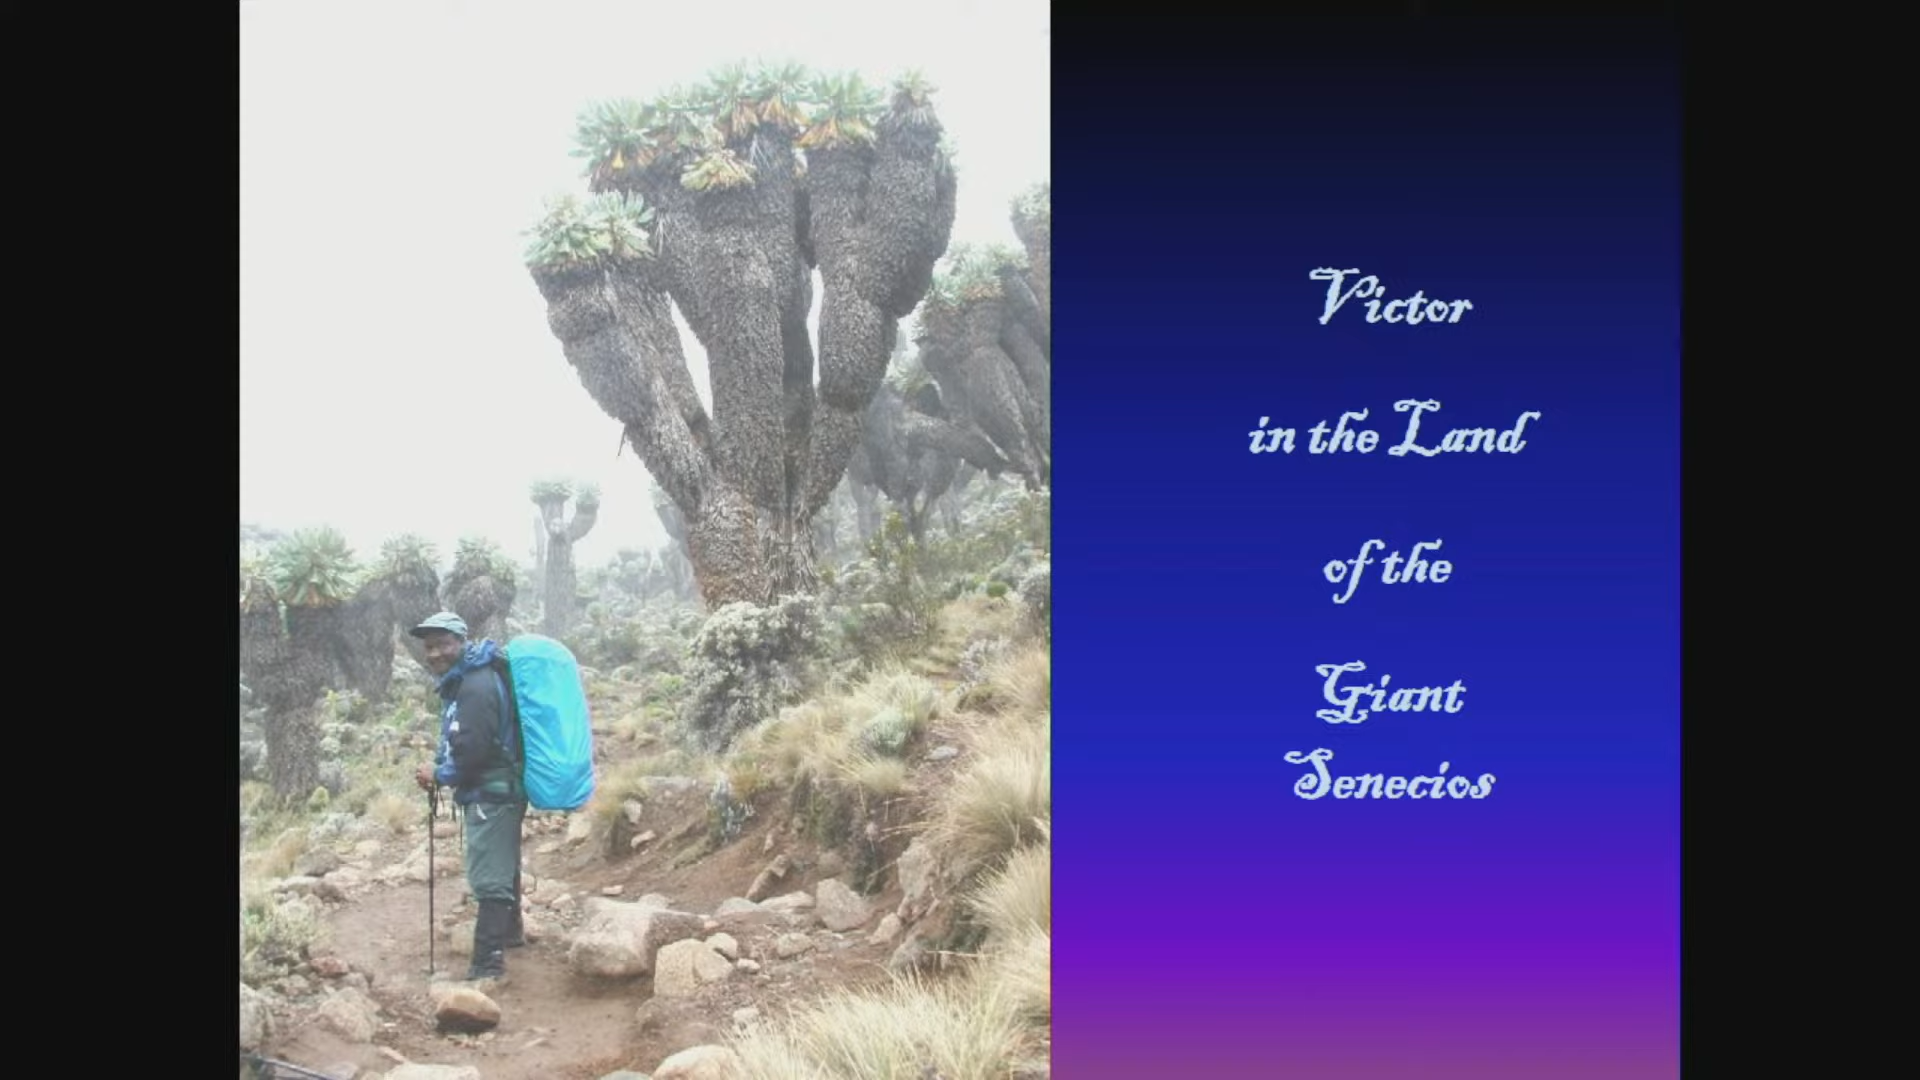 Victor
in the Land
of the
Giant
Senecios